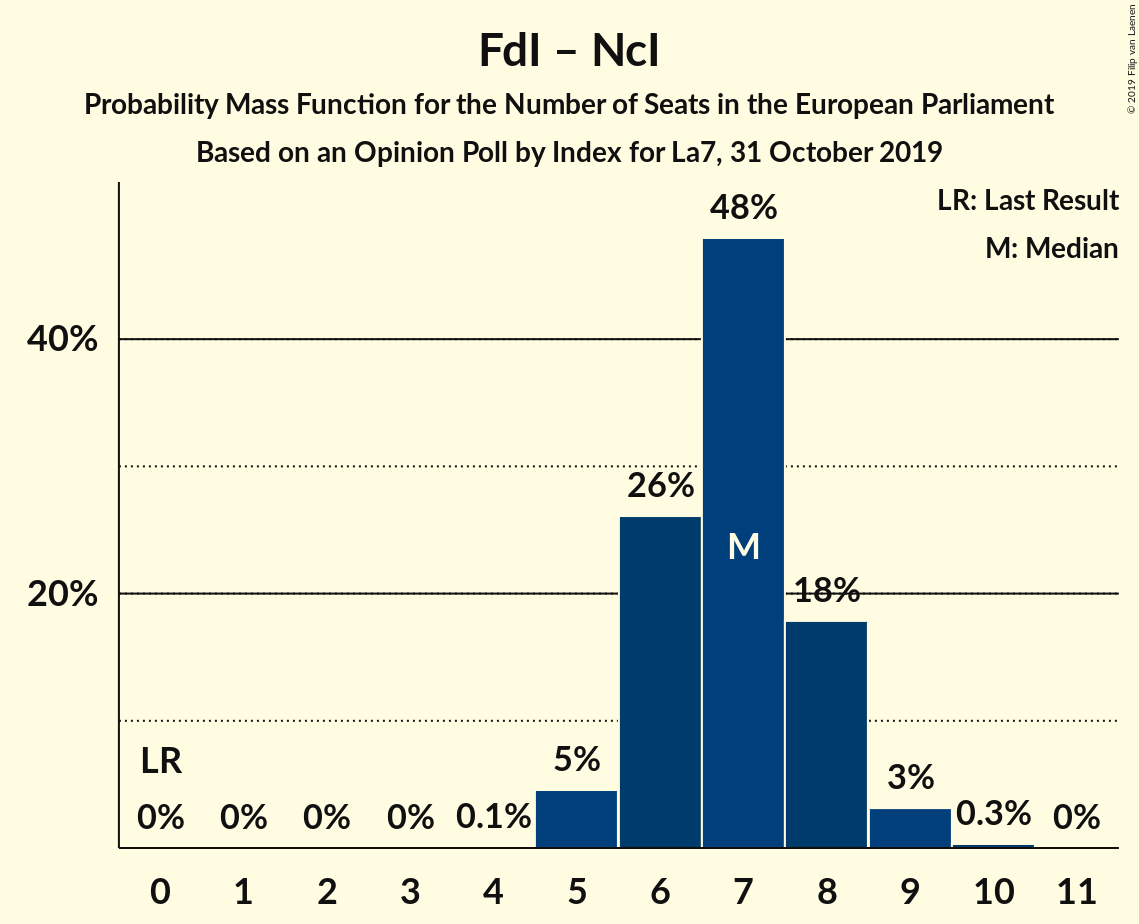 FdI – NcI
Probability Mass Function for the Number of Seats in the European Parliament
Based on an Opinion Poll by Index for La7, 31 October 2019
© 2019 Filip van Laenen
LR: Last Result
M: Median
48%
40%
26%
M
20%
18%
LR
5%
3%
0% 0% 0% 0% 0.1% 0.3% 0%
0 1 2 3 4 5 6 7 8 9 10 11